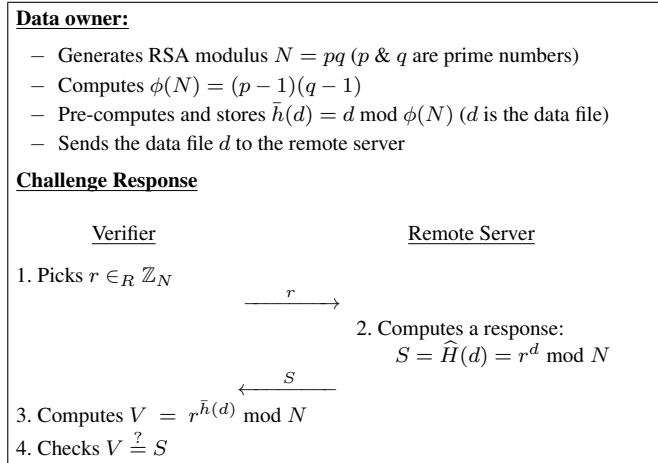 Data owner:
– Generates RSA modulus N = pq (p & q are prime numbers)
– Computes ϕ(N) = (p − 1)(q − 1)
– Pre-computes and stores h̄(d) = d mod ϕ(N) (d is the data file)
– Sends the data file d to the remote server
Challenge Response
Verifier Remote Server
1. Picks r ∈R ℤN
r
2. Computes a response:
S = Ĥ(d) = r^d mod N
S
3. Computes V = r^h̄(d) mod N
4. Checks V ?= S